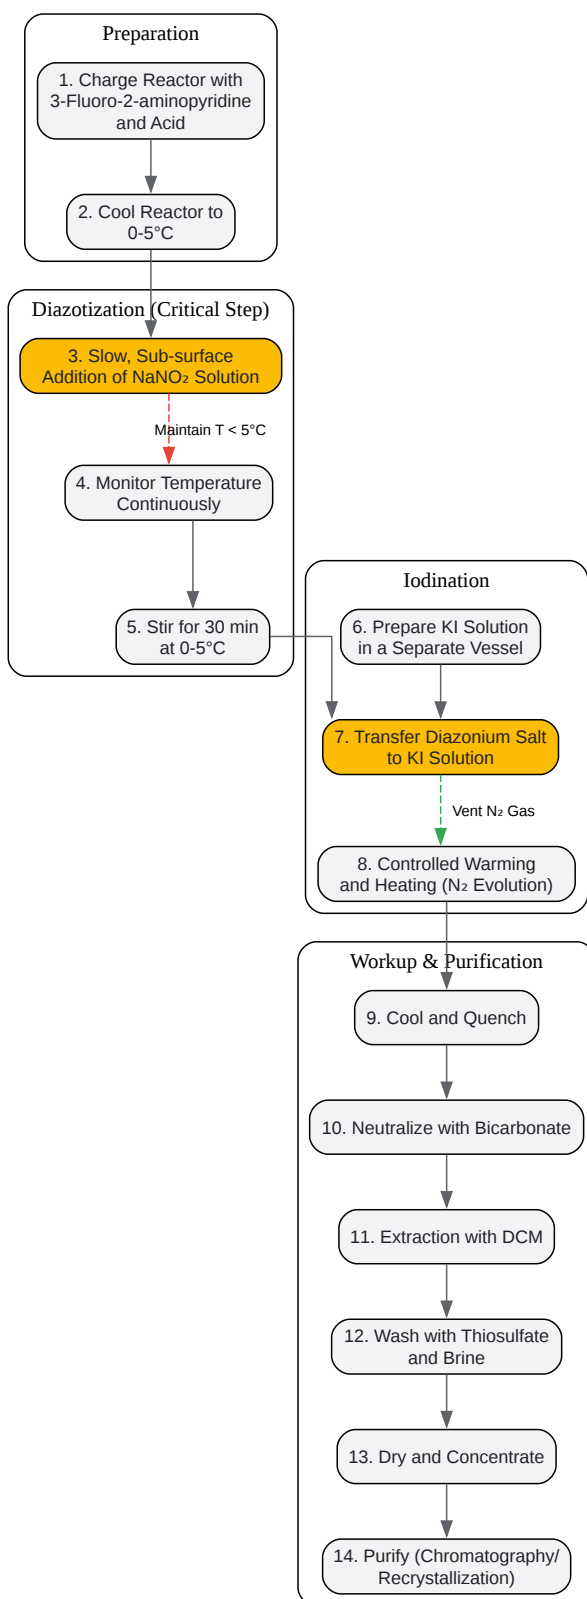 Preparation
1. Charge Reactor with
3-Fluoro-2-aminopyridine
and Acid
2. Cool Reactor to
0-5°C
Diazotization (Critical Step)
3. Slow, Sub-surface
Addition of NaNO₂ Solution
Maintain T < 5°C
4. Monitor Temperature
Continuously
5. Stir for 30 min
at 0-5°C
Iodination
6. Prepare KI Solution
in a Separate Vessel
7. Transfer Diazonium Salt
to KI Solution
Vent N₂ Gas
8. Controlled Warming
and Heating (N₂ Evolution)
Workup & Purification
9. Cool and Quench
10. Neutralize with Bicarbonate
11. Extraction with DCM
12. Wash with Thiosulfate
and Brine
13. Dry and Concentrate
14. Purify (Chromatography/
Recrystallization)